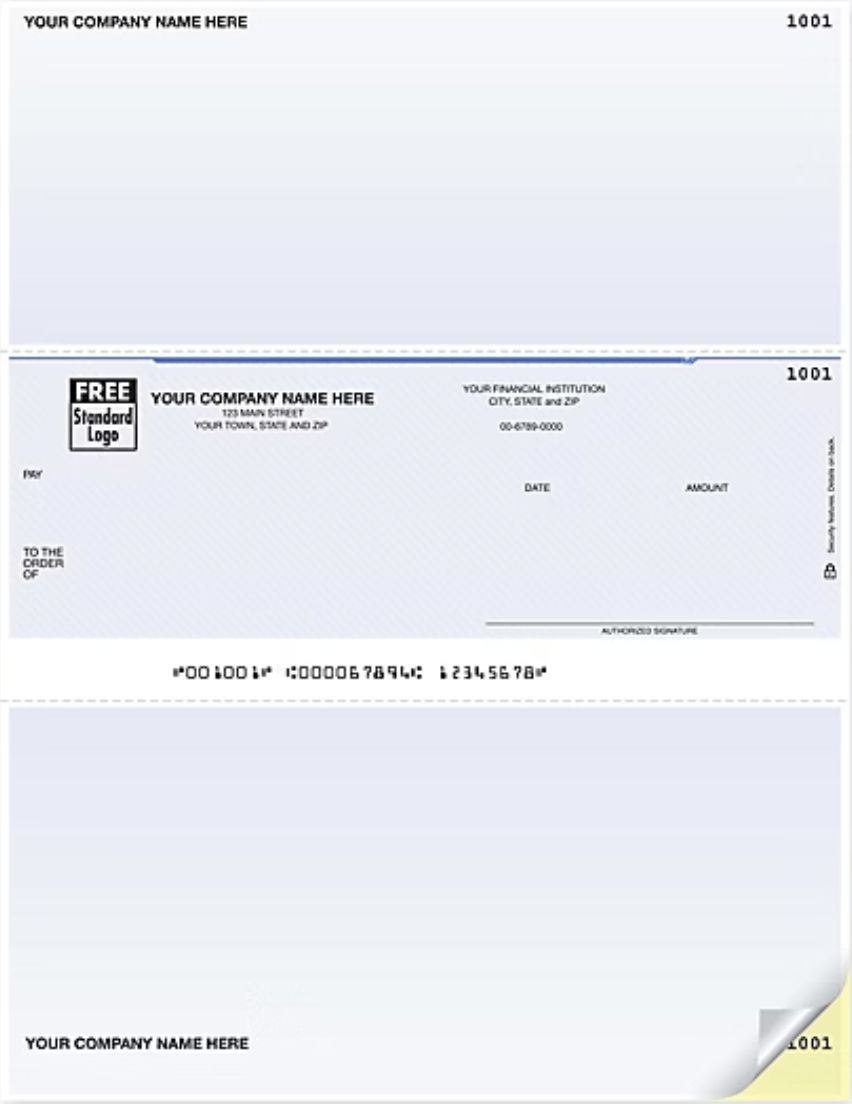 YOUR COMPANY NAME HERE 1001
1001
FREE
Standard
Logo
YOUR COMPANY NAME HERE
123 MAIN STREET
YOUR TOWN, STATE AND ZIP
YOUR FINANCIAL INSTITUTION
CITY, STATE and ZIP
00-6789-0000
PAY
DATE AMOUNT
TO THE
ORDER
OF
Security features. Details on back.
AUTHORIZED SIGNATURE
⑈001001⑈ ⑆000067894⑆ 12345678⑈
YOUR COMPANY NAME HERE 1001